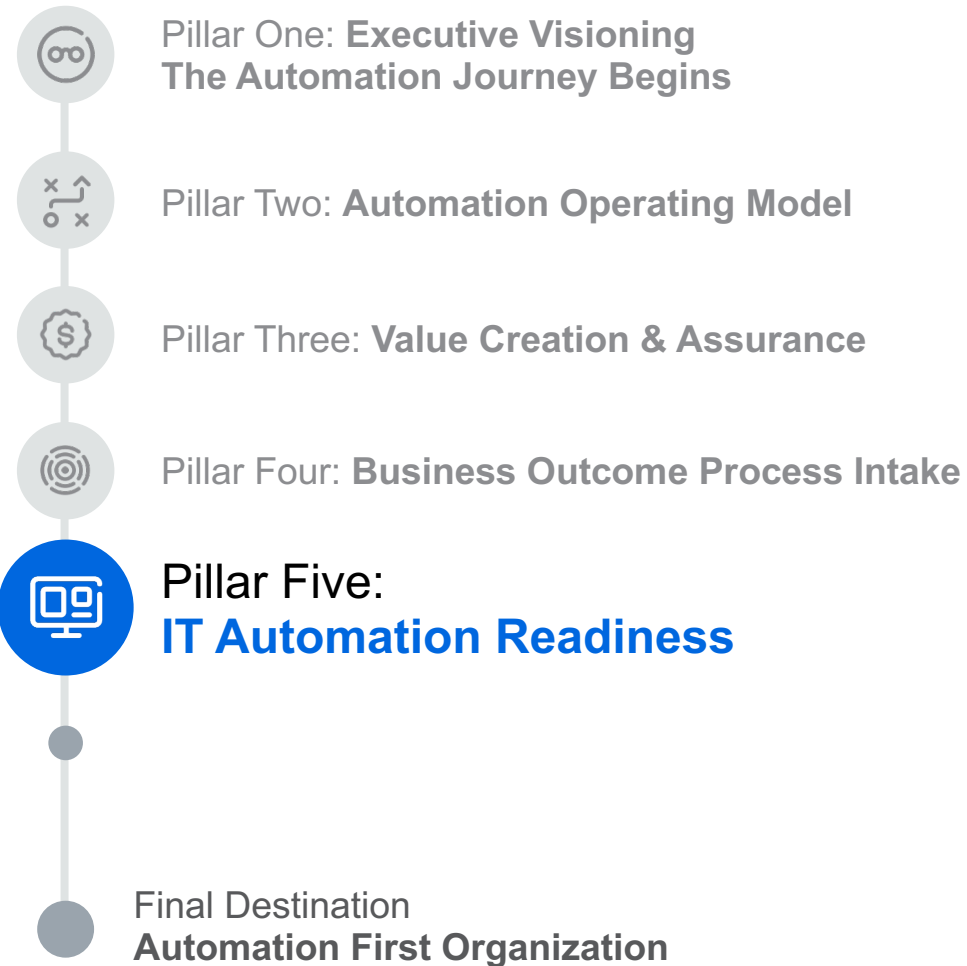 Pillar One: Executive Visioning
The Automation Journey Begins
Pillar Two: Automation Operating Model
Pillar Three: Value Creation & Assurance
Pillar Four: Business Outcome Process Intake
Pillar Five:
IT Automation Readiness
Final Destination
Automation First Organization